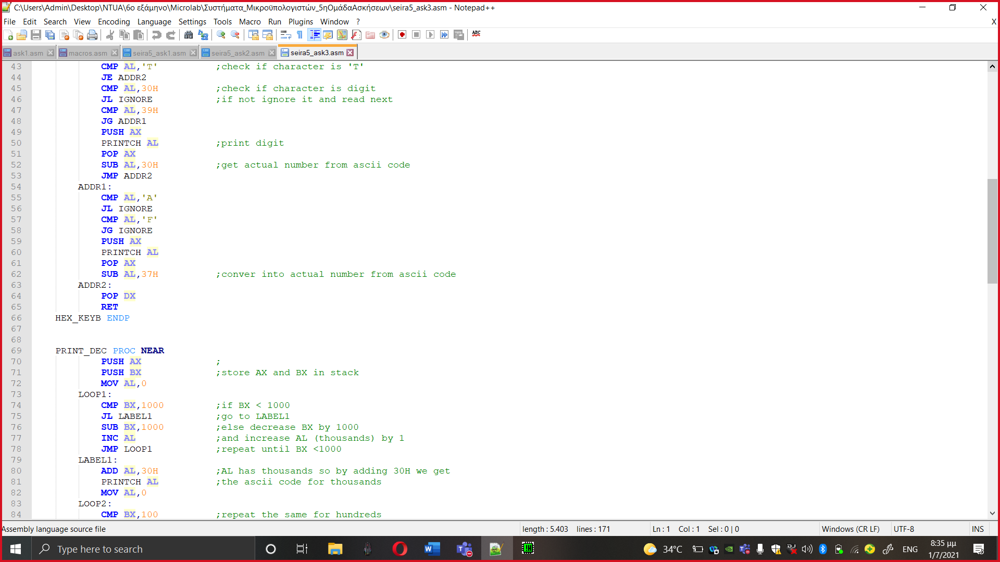 C:\Users\Admin\Desktop\NTUA\6ο εξάμηνο\Microlab\Συστήματα_Μικροϋπολογιστών_5ηΟμάδαΑσκήσεων\seira5_ask3.asm - Notepad++
File Edit Search View Encoding Language Settings Tools Macro Run Plugins Window ? X
ABC
ask1.asm macros.asm seira5_ask1.asm seira5_ask2.asm seira5_ask3.asm
43 CMP AL,'T' ;check if character is 'T'
44 JE ADDR2
45 CMP AL,30H ;check if character is digit
46 JL IGNORE ;if not ignore it and read next
47 CMP AL,39H
48 JG ADDR1
49 PUSH AX
50 PRINTCH AL ;print digit
51 POP AX
52 SUB AL,30H ;get actual number from ascii code
53 JMP ADDR2
54 ADDR1:
55 CMP AL,'A'
56 JL IGNORE
57 CMP AL,'F'
58 JG IGNORE
59 PUSH AX
60 PRINTCH AL
61 POP AX
62 SUB AL,37H ;conver into actual number from ascii code
63 ADDR2:
64 POP DX
65 RET
66 HEX_KEYB ENDP
67
68
69 PRINT_DEC PROC NEAR
70 PUSH AX ;
71 PUSH BX ;store AX and BX in stack
72 MOV AL,0
73 LOOP1:
74 CMP BX,1000 ;if BX < 1000
75 JL LABEL1 ;go to LABEL1
76 SUB BX,1000 ;else decrease BX by 1000
77 INC AL ;and increase AL (thousands) by 1
78 JMP LOOP1 ;repeat until BX <1000
79 LABEL1:
80 ADD AL,30H ;AL has thousands so by adding 30H we get
81 PRINTCH AL ;the ascii code for thousands
82 MOV AL,0
83 LOOP2:
84 CMP BX,100 ;repeat the same for hundreds
Assembly language source file length : 5.403 lines : 171 Ln : 1 Col : 1 Sel : 0 | 0 Windows (CR LF) UTF-8 INS
Type here to search 34°C ENG 8:35 μμ
1/7/2021